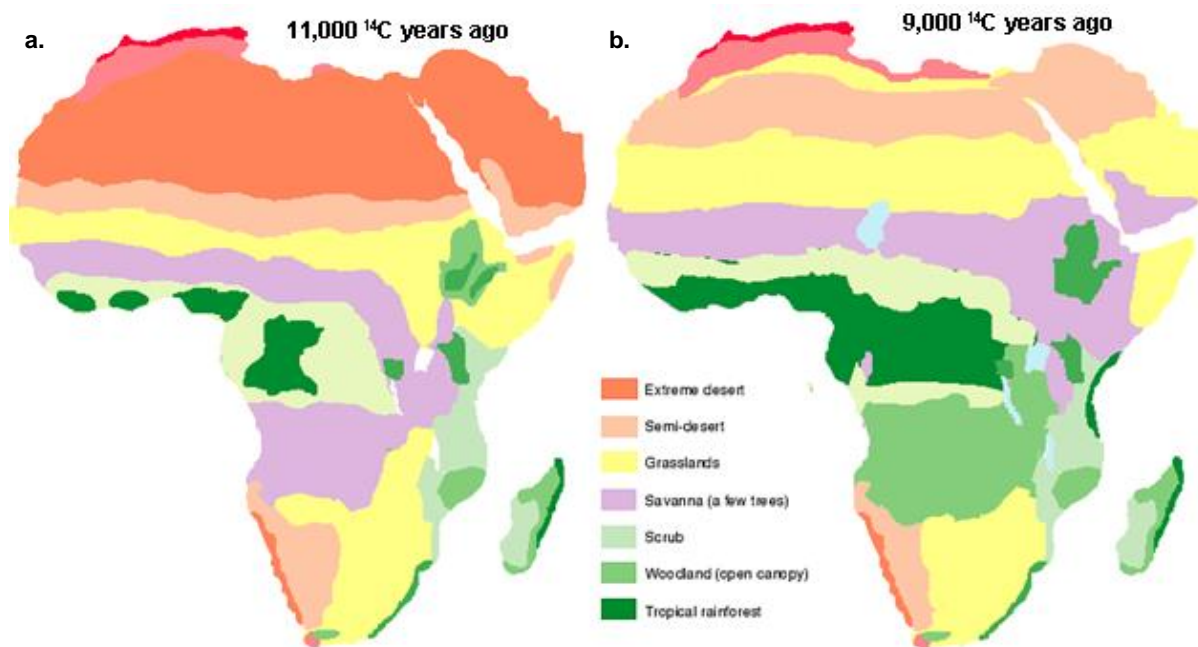 a.
11,000 ¹⁴C years ago
b.
9,000 ¹⁴C years ago
Extreme desert
Semi-desert
Grasslands
Savanna (a few trees)
Scrub
Woodland (open canopy)
Tropical rainforest